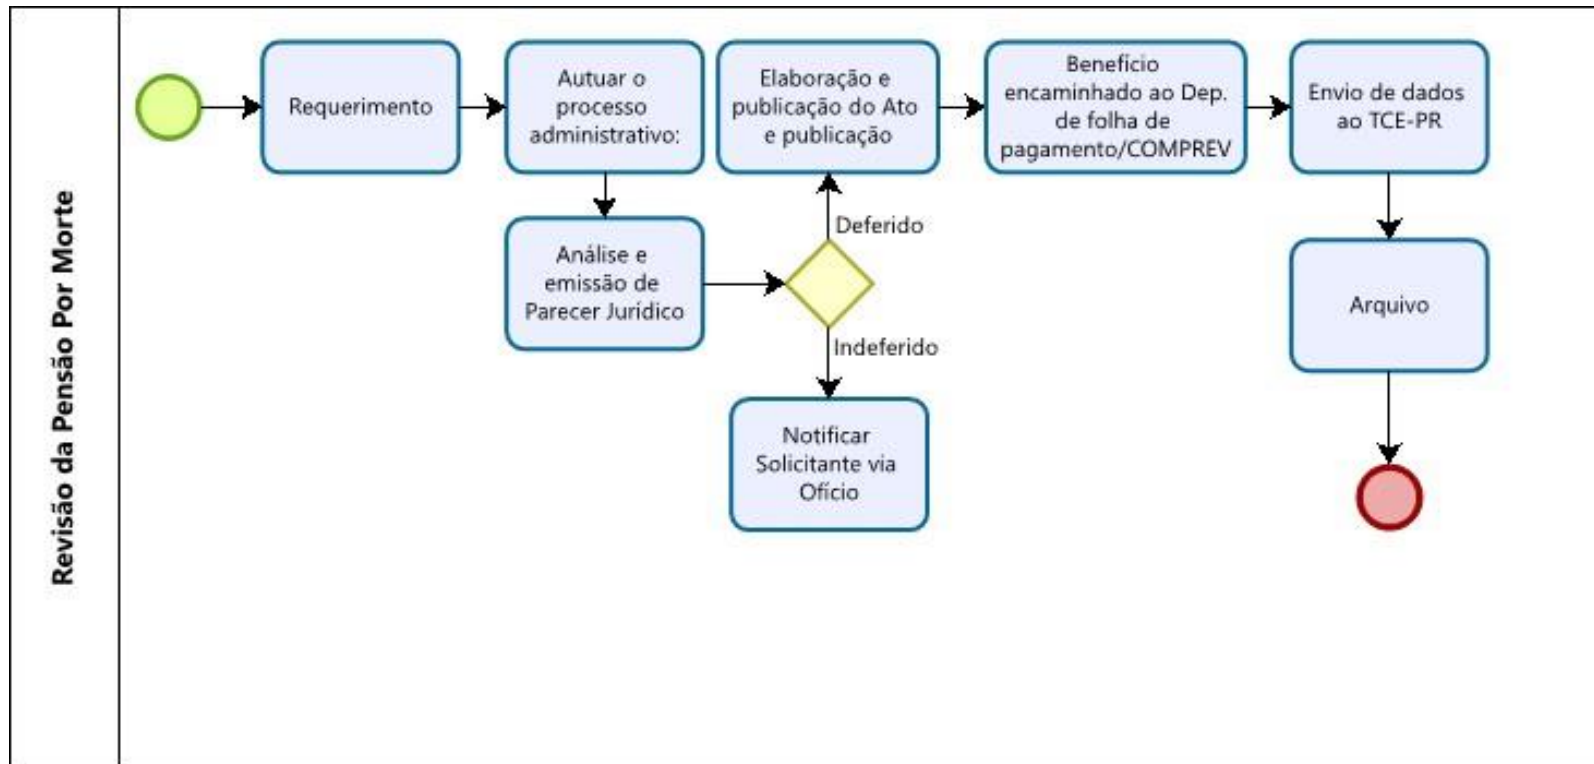 Revisão da Pensão Por Morte
Requerimento
Autuar o
processo
administrativo:
Análise e
emissão de
Parecer Jurídico
Deferido
Elaboração e
publicação do Ato
e publicação
Benefício
encaminhado ao Dep.
de folha de
pagamento/COMPREV
Envio de dados
ao TCE-PR
Arquivo
Indeferido
Notificar
Solicitante via
Ofício